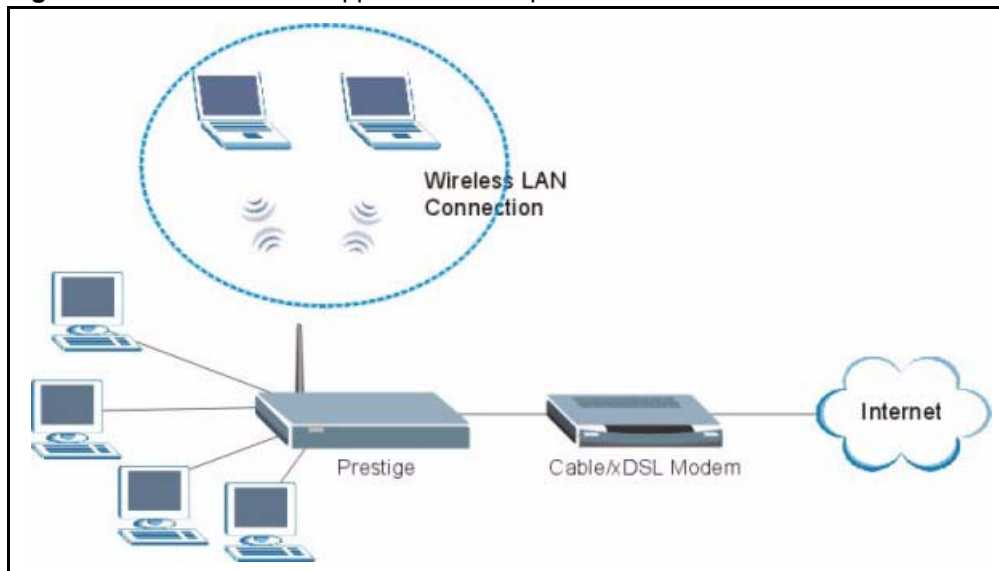 Wireless LAN
Connection
Internet
Prestige
Cable/xDSL Modem